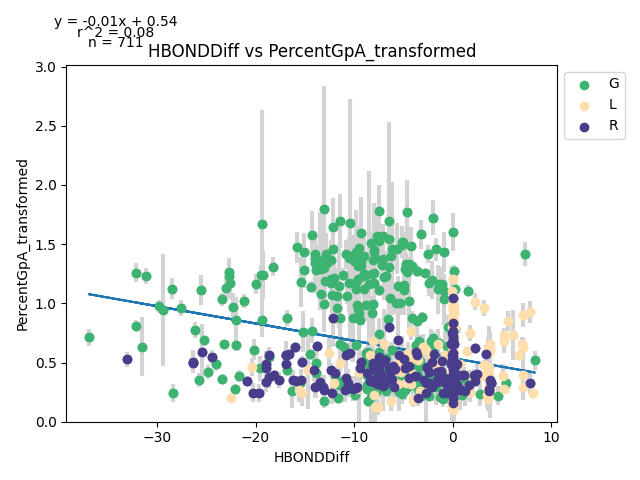 y = -0.01x + 0.54
r^2 = 0.08
n = 711
HBONDDiff vs PercentGpA_transformed
3.0
2.5
2.0
1.5
1.0
0.5
0.0
PercentGpA_transformed
−30
−20
−10
0
10
HBONDDiff
G
L
R